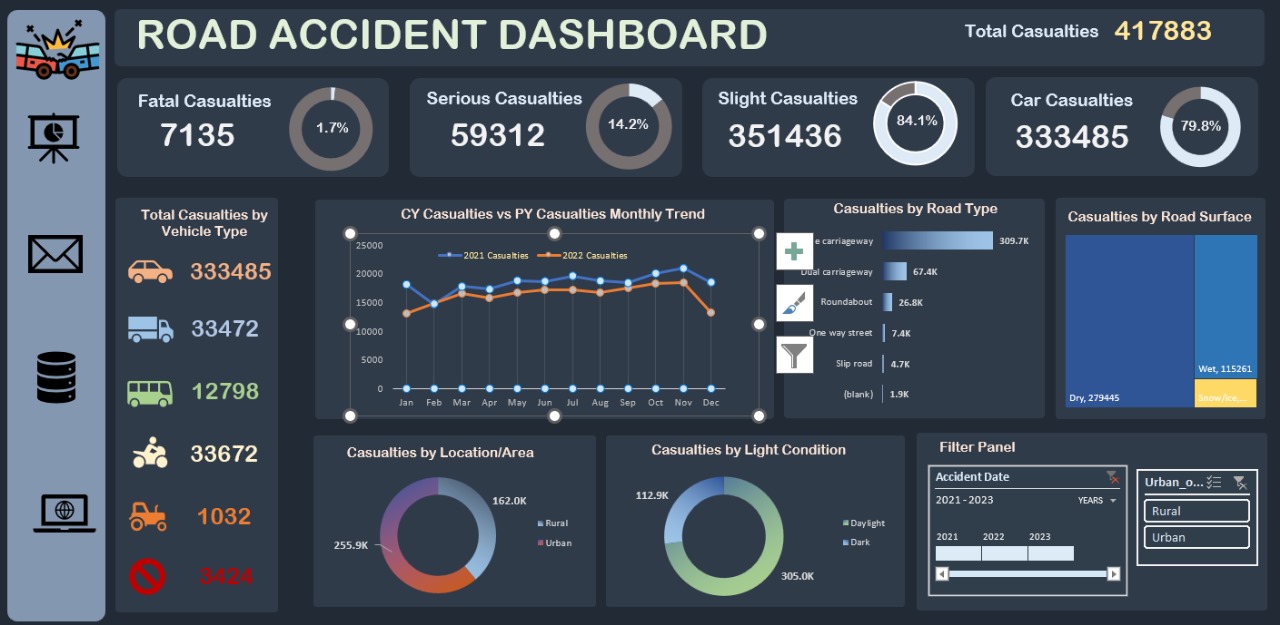 ROAD ACCIDENT DASHBOARD
Total Casualties 417883
Fatal Casualties
7135
1.7%
Serious Casualties
59312
14.2%
Slight Casualties
351436
84.1%
Car Casualties
333485
79.8%
Total Casualties by
Vehicle Type
333485
33472
12798
33672
1032
3424
CY Casualties vs PY Casualties Monthly Trend
2021 Casualties 2022 Casualties
25000
20000
15000
10000
5000
0
Jan Feb Mar Apr May Jun Jul Aug Sep Oct Nov Dec
Casualties by Road Type
e carriageway 309.7K
Dual carriageway 67.4K
Roundabout 26.8K
One way street 7.4K
Slip road 4.7K
(blank) 1.9K
Casualties by Road Surface
Dry, 279445
Wet, 115261
Snow/Ice,...
Casualties by Location/Area
162.0K
255.9K
Rural
Urban
Casualties by Light Condition
112.9K
305.0K
Daylight
Dark
Filter Panel
Accident Date
2021 - 2023
YEARS
2021 2022 2023
Urban_o...
Rural
Urban